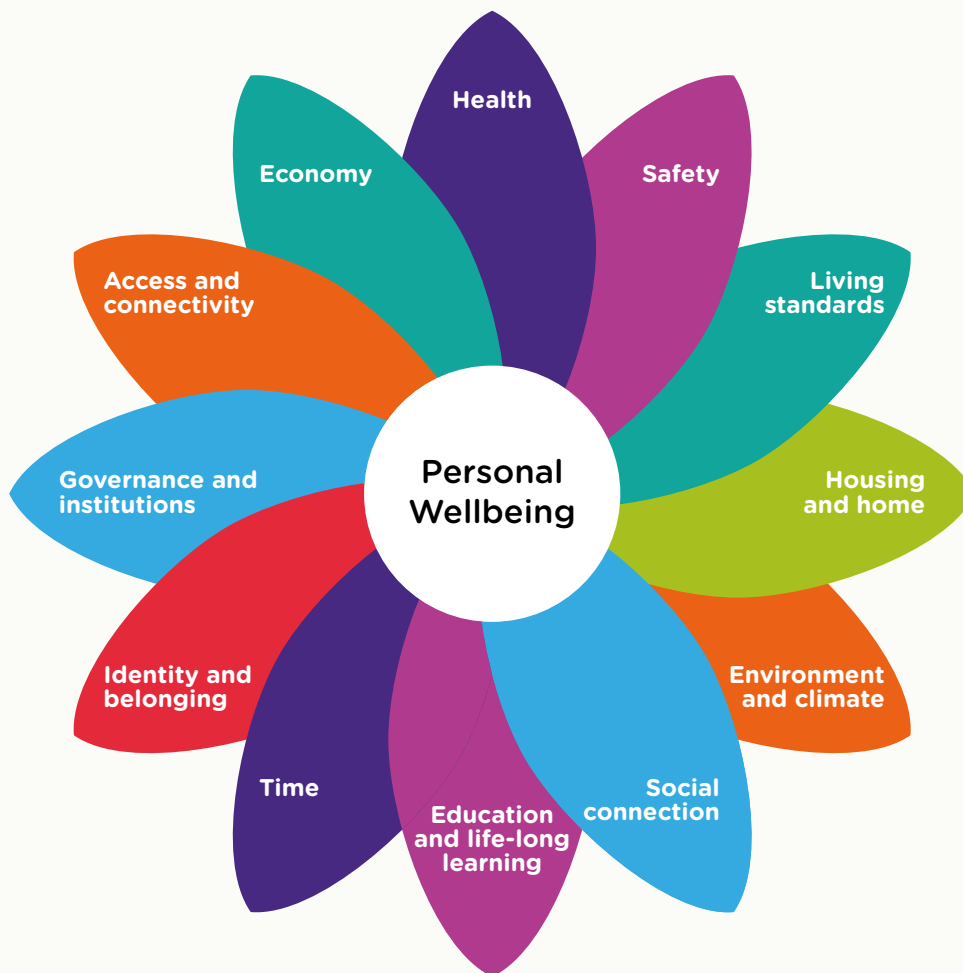 Health
Safety
Living
standards
Housing
and home
Environment
and climate
Social
connection
Education
and life-long
learning
Time
Identity and
belonging
Governance and
institutions
Access and
connectivity
Economy
Personal
Wellbeing